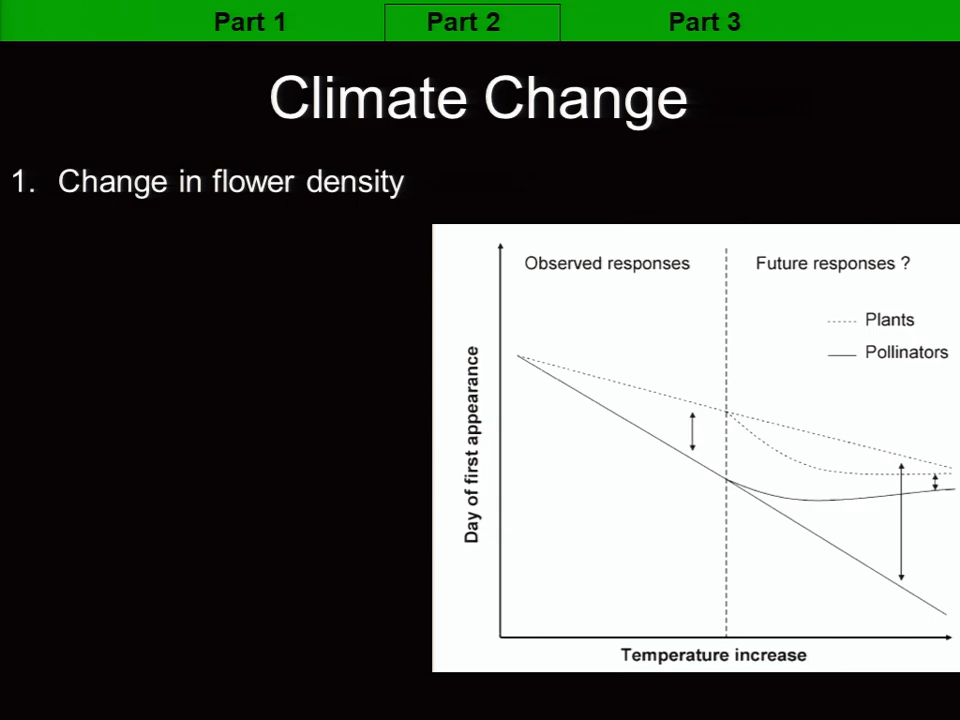 Part 1
Part 2
Part 3
Climate Change
1. Change in flower density
Observed responses
Future responses ?
Plants
Pollinators
Day of first appearance
Temperature increase